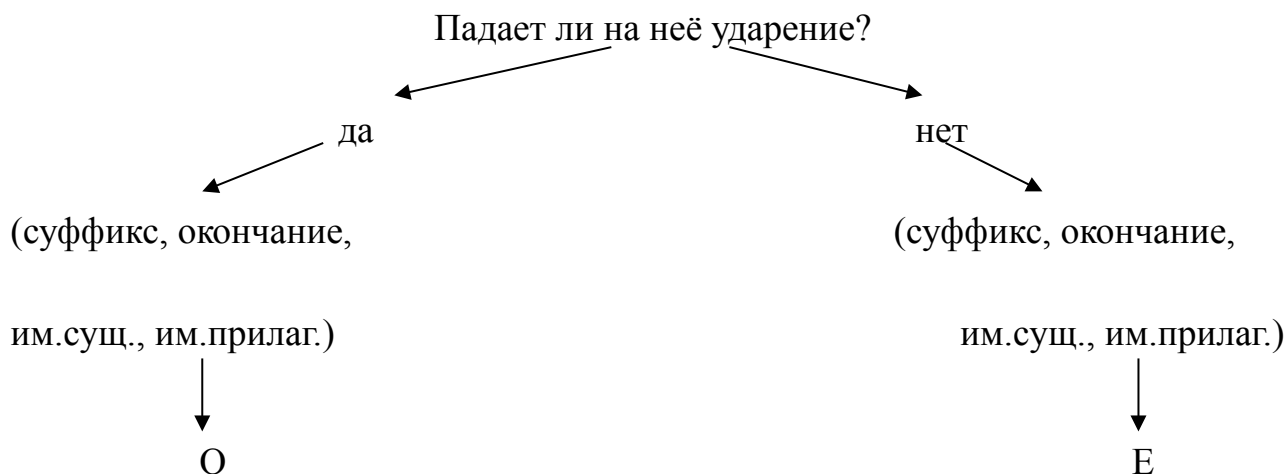 Падает ли на неё ударение?
да нет
(суффикс, окончание, (суффикс, окончание,
им.сущ., им.прилаг.) им.сущ., им.прилаг.)
О Е